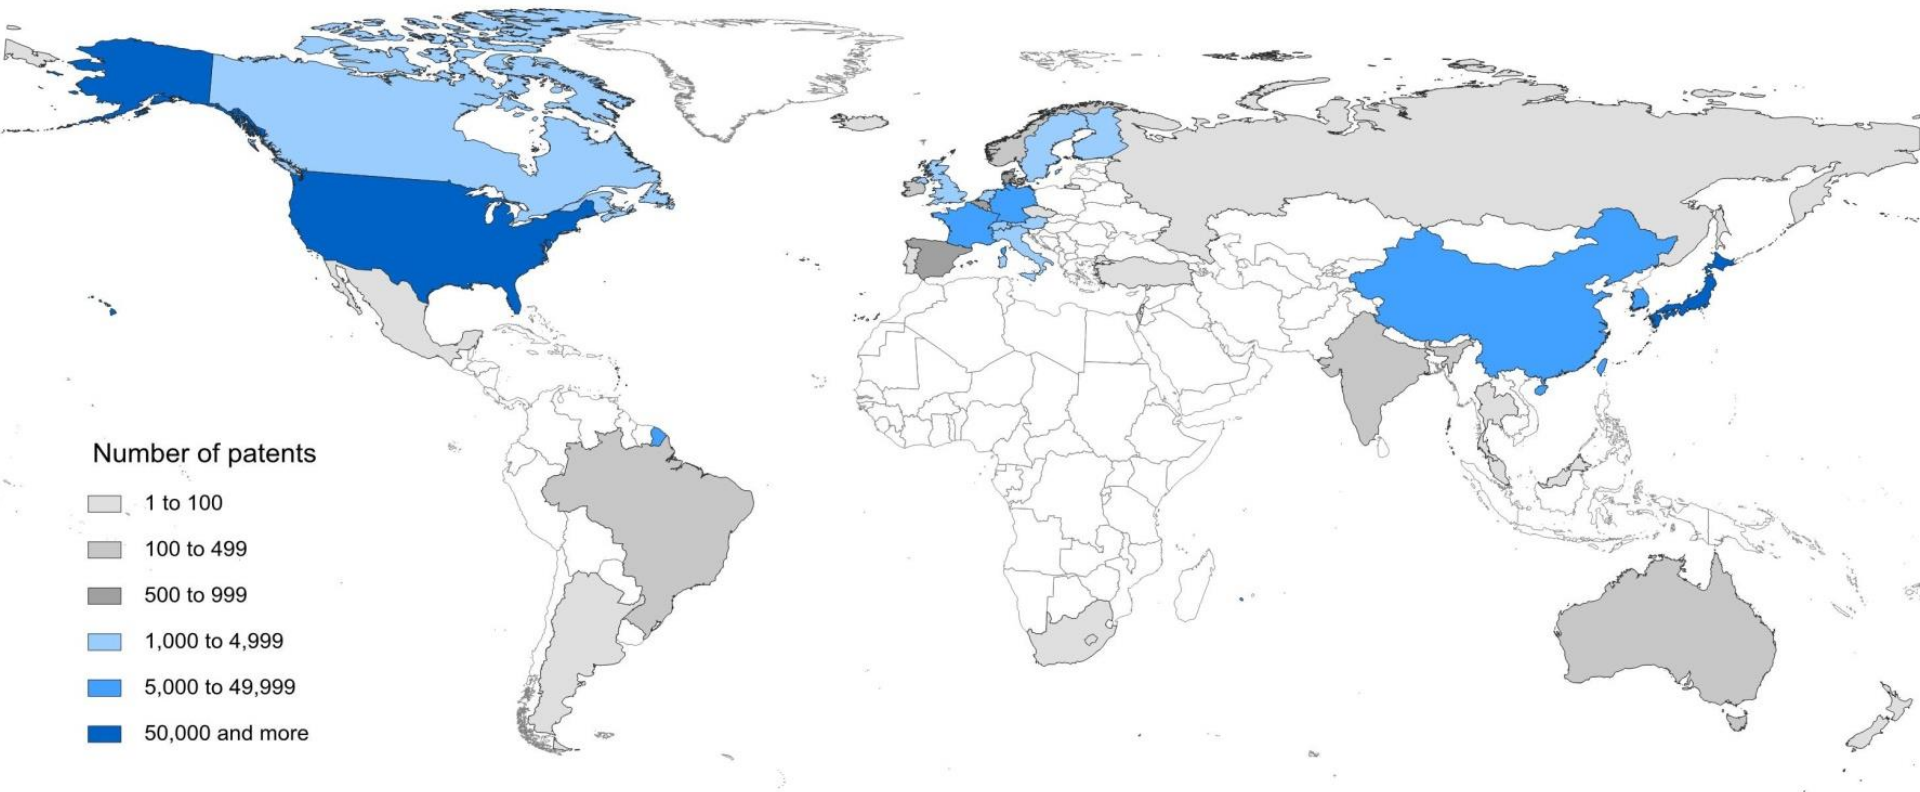 Number of patents
1 to 100
100 to 499
500 to 999
1,000 to 4,999
5,000 to 49,999
50,000 and more